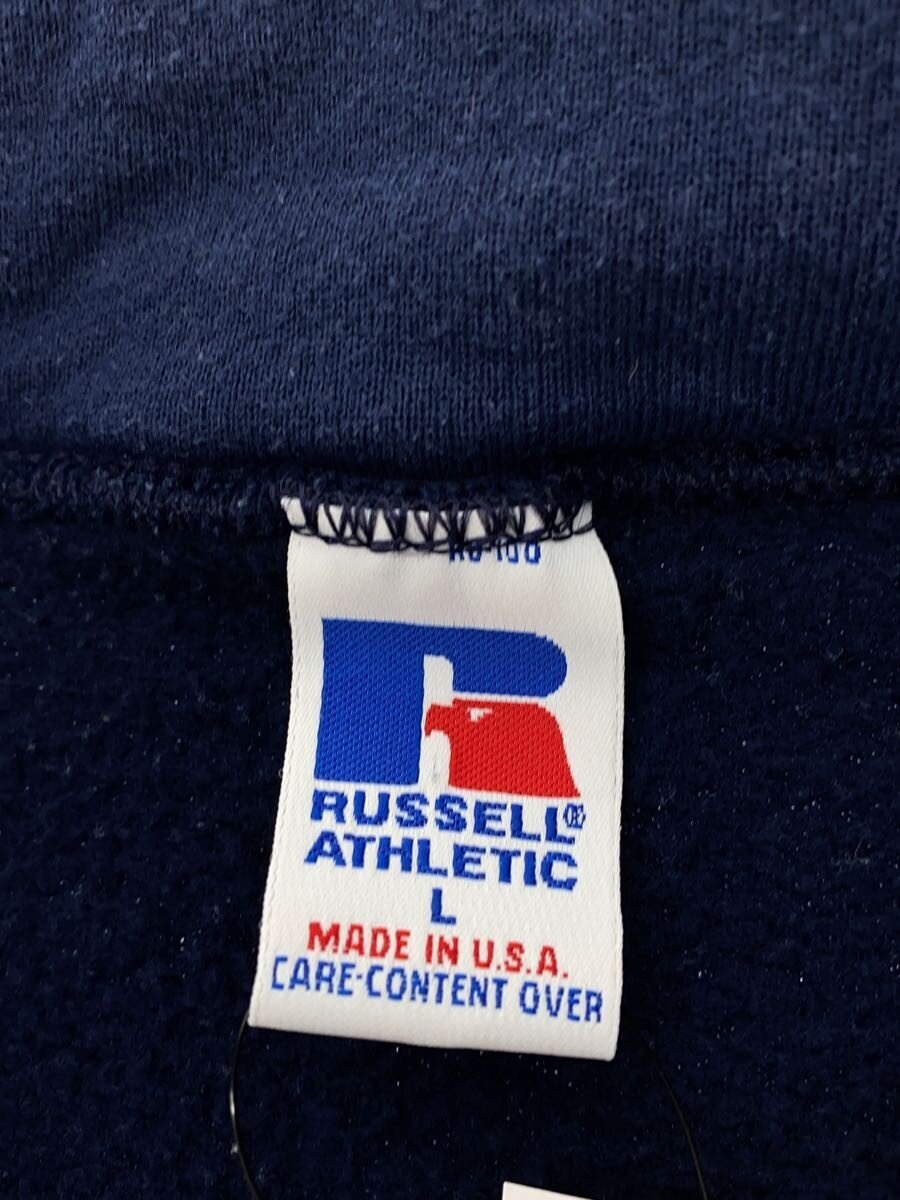 RUSSELL®
ATHLETIC
L
MADE IN U.S.A.
CARE-CONTENT OVER